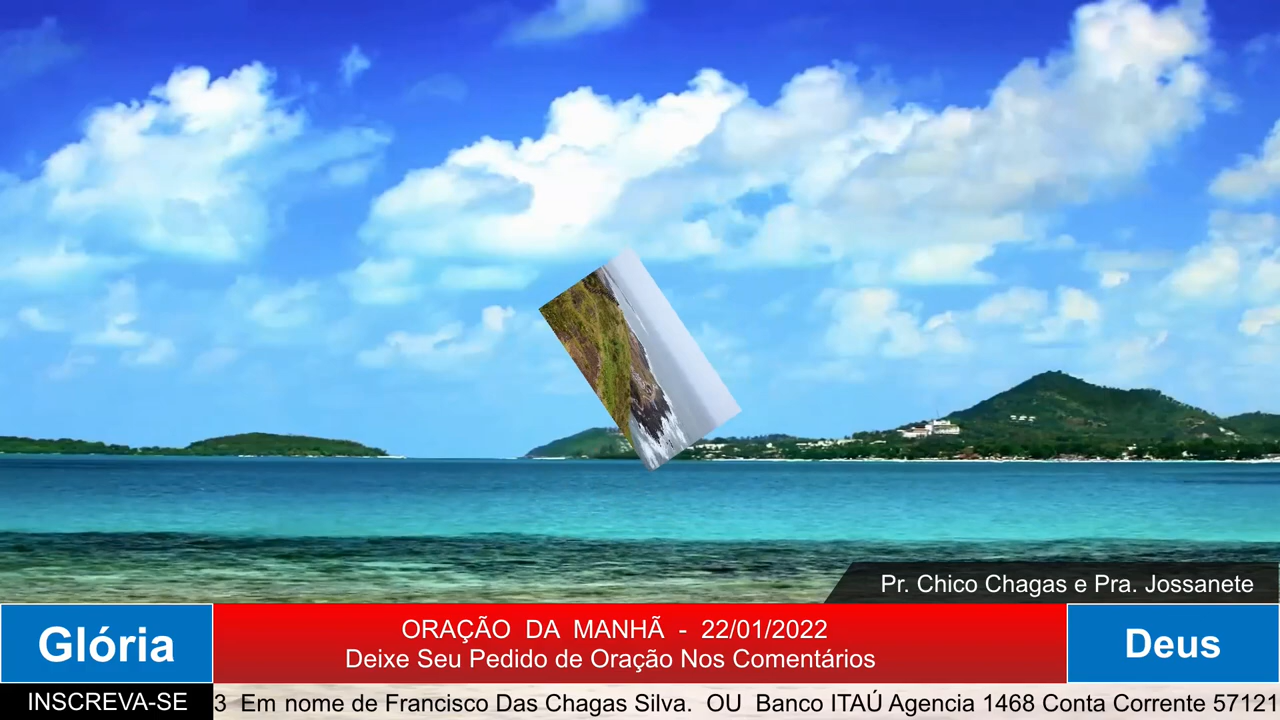 Pr. Chico Chagas e Pra. Jossanete
Glória
ORAÇÃO DA MANHÃ - 22/01/2022
Deixe Seu Pedido de Oração Nos Comentários
Deus
INSCREVA-SE
3 Em nome de Francisco Das Chagas Silva. OU Banco ITAÚ Agencia 1468 Conta Corrente 57121